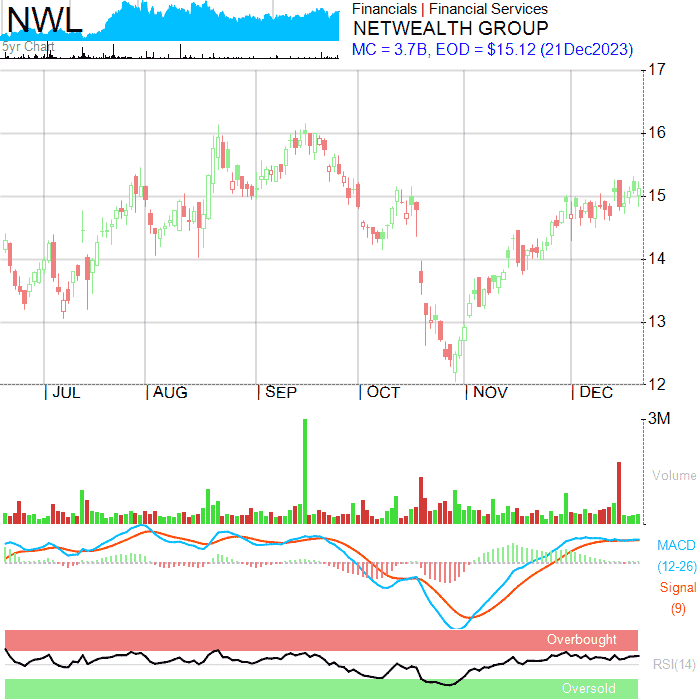 NWL
5yr Chart
Financials | Financial Services
NETWEALTH GROUP
MC = 3.7B, EOD = $15.12 (21Dec2023)
17
16
15
14
13
12
JUL AUG SEP OCT NOV DEC
3M
Volume
MACD
(12-26)
Signal
(9)
Overbought
RSI(14)
Oversold